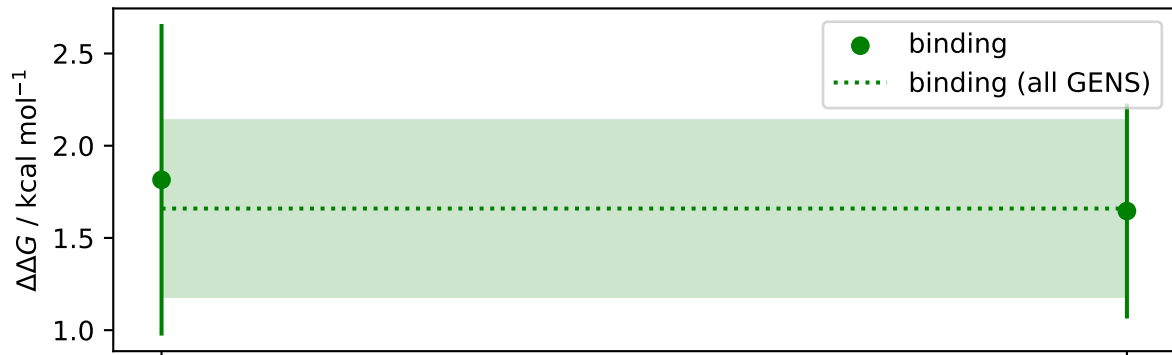 ΔΔG / kcal mol⁻¹
2.5
2.0
1.5
1.0
binding
binding (all GENS)